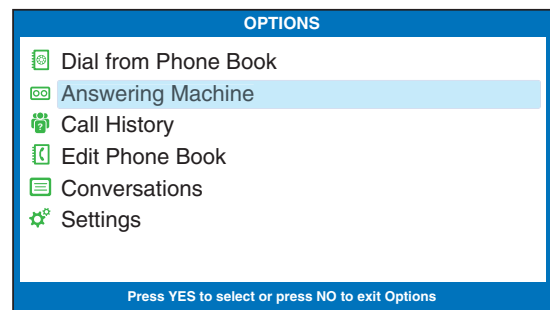 OPTIONS
Dial from Phone Book
Answering Machine
Call History
Edit Phone Book
Conversations
Settings
Press YES to select or press NO to exit Options